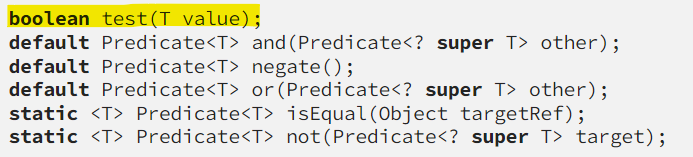 boolean test(T value);
default Predicate<T> and(Predicate<? super T> other);
default Predicate<T> negate();
default Predicate<T> or(Predicate<? super T> other);
static <T> Predicate<T> isEqual(Object targetRef);
static <T> Predicate<T> not(Predicate<? super T> target);